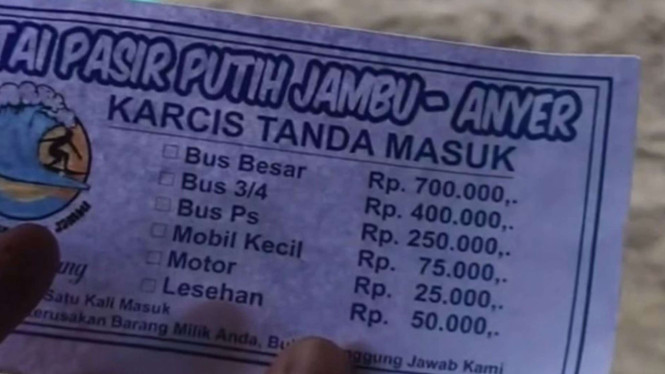 TAI PASIR PUTIH JAMBU - ANYER
KARCIS TANDA MASUK
Bus Besar Rp. 700.000,.
Bus 3/4 Rp. 400.000,.
Bus Ps Rp. 250.000,.
Mobil Kecil Rp. 75.000,.
Motor Rp. 25.000,.
Lesehan Rp. 50.000,.
Satu Kali Masuk
erusakan Barang Milik Anda, Bu ggung Jawab Kami